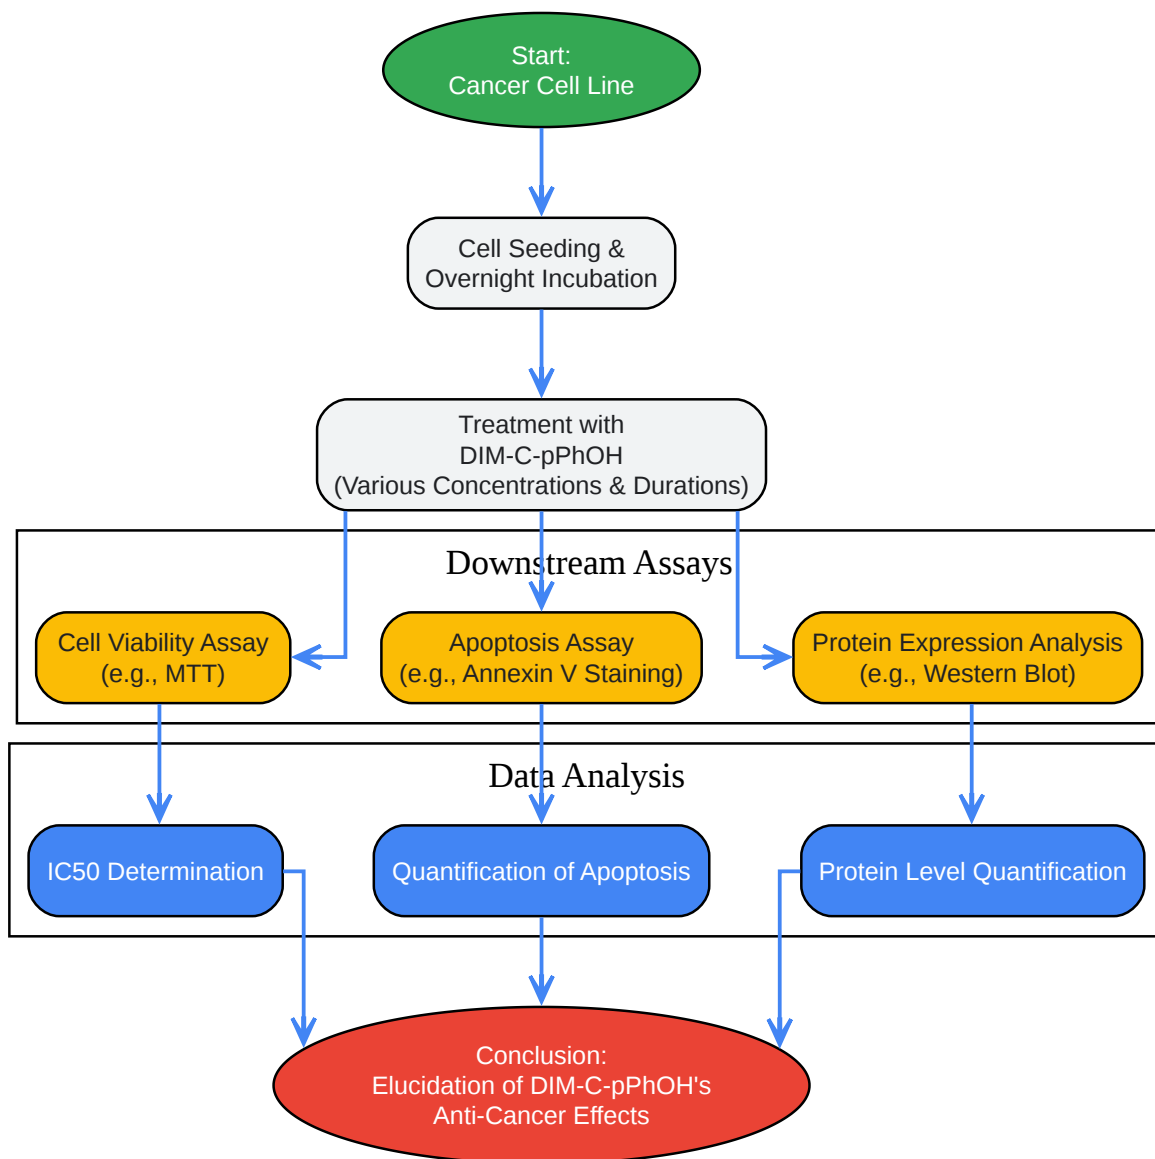 Start:
Cancer Cell Line
Cell Seeding &
Overnight Incubation
Treatment with
DIM-C-pPhOH
(Various Concentrations & Durations)
Downstream Assays
Cell Viability Assay
(e.g., MTT)
Apoptosis Assay
(e.g., Annexin V Staining)
Protein Expression Analysis
(e.g., Western Blot)
Data Analysis
IC50 Determination
Quantification of Apoptosis
Protein Level Quantification
Conclusion:
Elucidation of DIM-C-pPhOH's
Anti-Cancer Effects